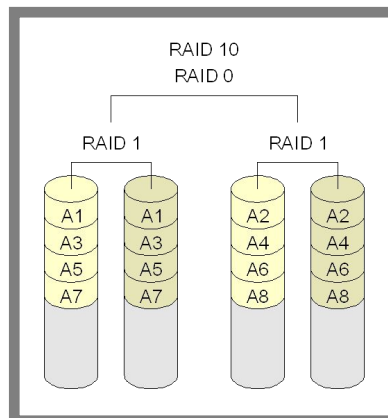 RAID 10
RAID 0
RAID 1 RAID 1
A1 A1 A2 A2
A3 A3 A4 A4
A5 A5 A6 A6
A7 A7 A8 A8